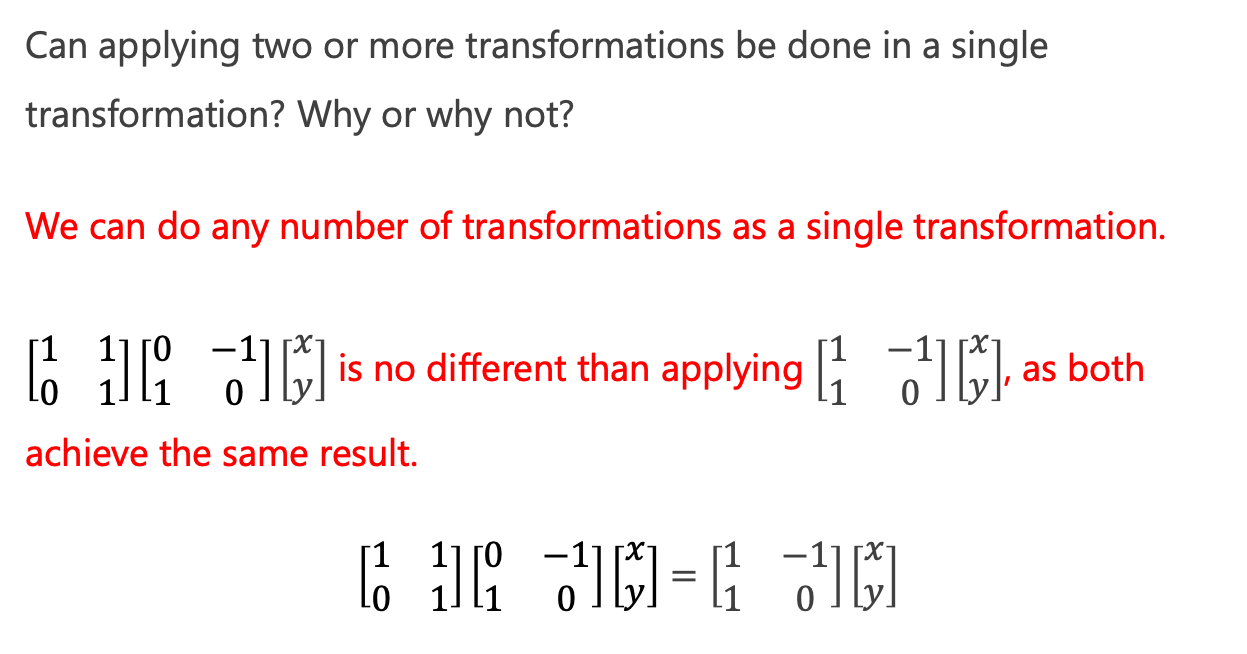 Can applying two or more transformations be done in a single
transformation? Why or why not?
We can do any number of transformations as a single transformation.
[1 1; 0 1][0 −1; 1 0][x; y] is no different than applying [1 −1; 1 0][x; y], as both
achieve the same result.
[1 1; 0 1][0 −1; 1 0][x; y] = [1 −1; 1 0][x; y]